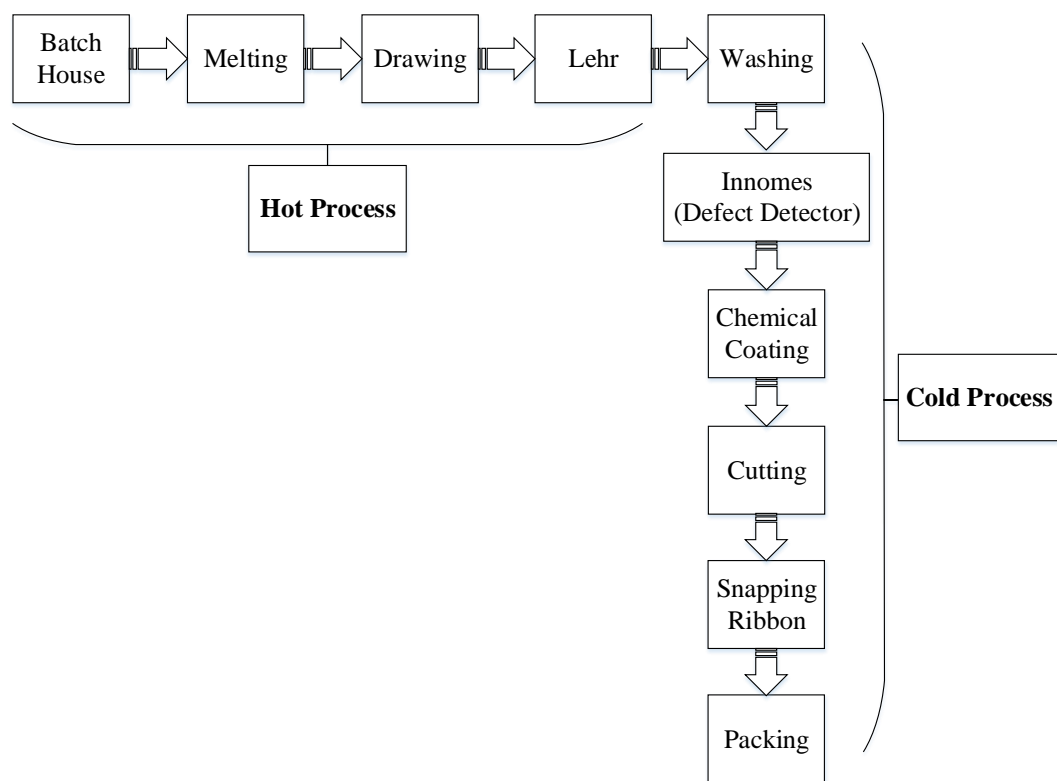 Batch
House
Melting
Drawing
Lehr
Washing
Hot Process
Innomes
(Defect Detector)
Chemical
Coating
Cold Process
Cutting
Snapping
Ribbon
Packing